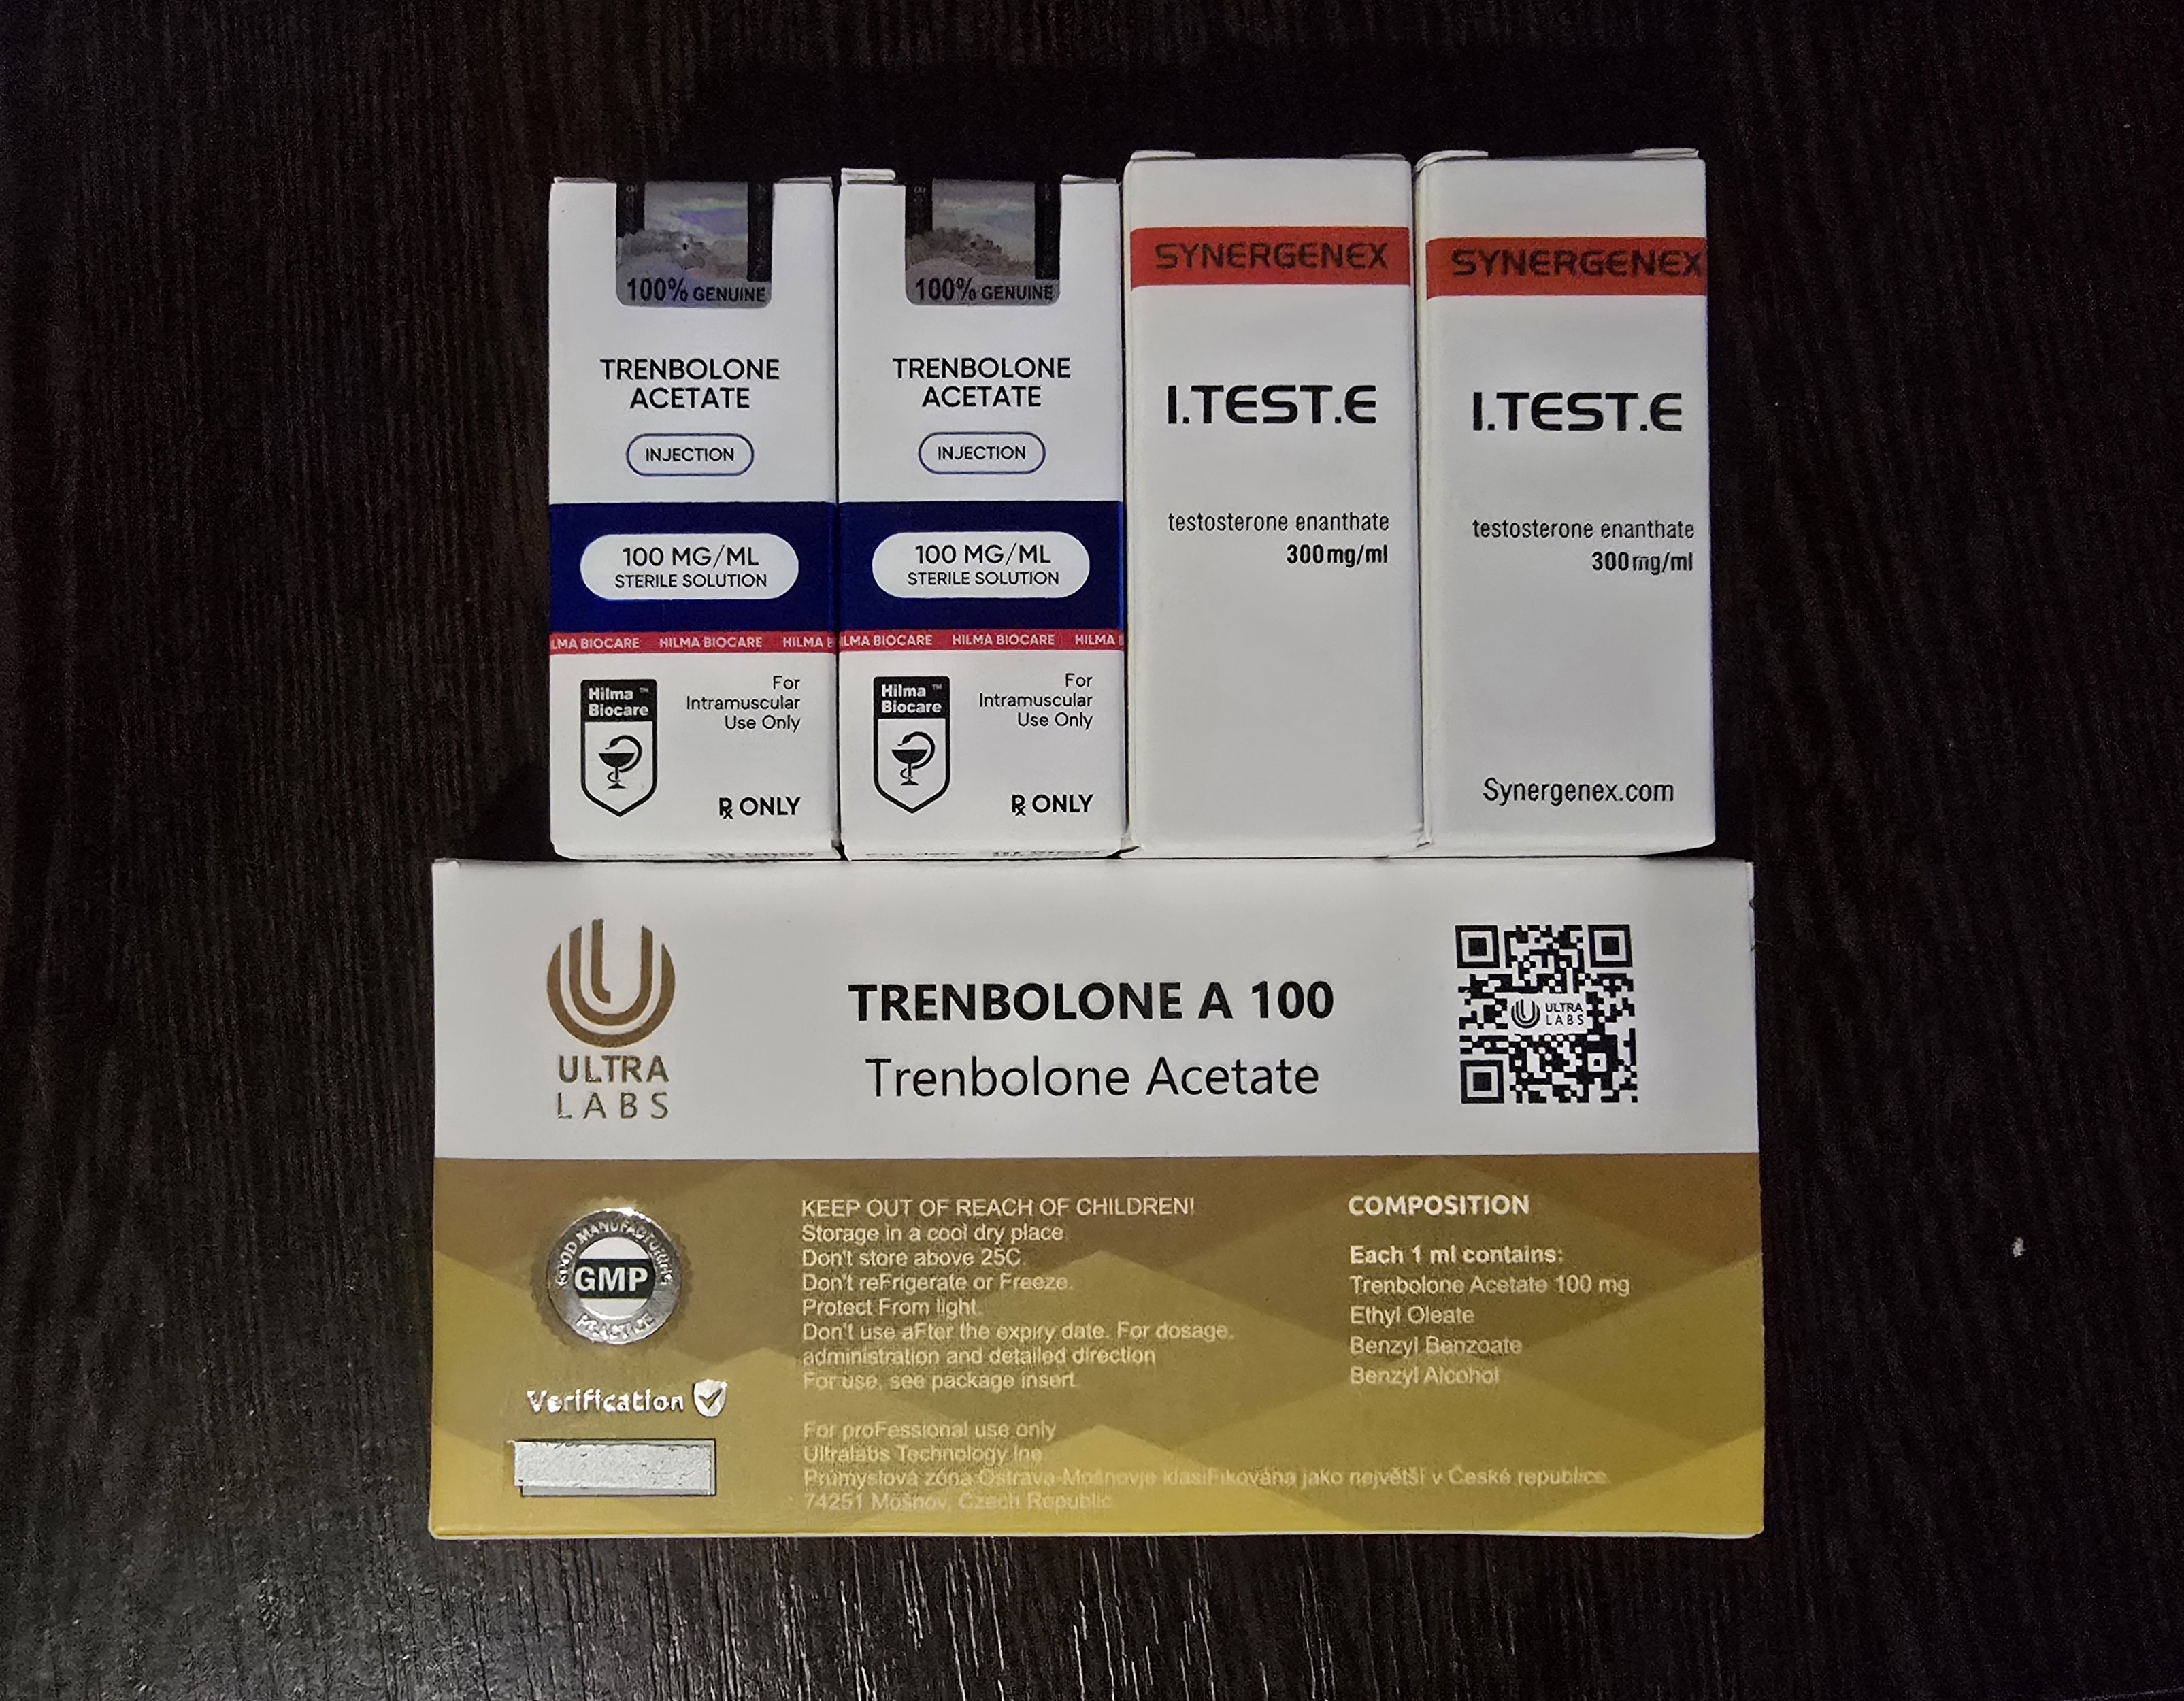 100% GENUINE
TRENBOLONE
ACETATE
INJECTION
100 MG/ML
STERILE SOLUTION
LMA BIOCARE HILMA BIOCARE HILMA B
Hilma ™
Biocare
For
Intramuscular
Use Only
℞ ONLY
100% GENUINE
TRENBOLONE
ACETATE
INJECTION
100 MG/ML
STERILE SOLUTION
LMA BIOCARE HILMA BIOCARE HILMA B
Hilma ™
Biocare
For
Intramuscular
Use Only
℞ ONLY
SYNERGENEX
I.TEST.E
testosterone enanthate
300mg/ml
SYNERGENEX
I.TEST.E
testosterone enanthate
300mg/ml
Synergenex.com
ULTRA
LABS
TRENBOLONE A 100
Trenbolone Acetate
ULTRA
LABS
GOOD MANUFACTURING
GMP
PRACTICE
Verification
KEEP OUT OF REACH OF CHILDREN!
Storage in a cool dry place.
Don't store above 25C.
Don't reFrigerate or Freeze.
Protect From light.
Don't use aFter the expiry date. For dosage,
administration and detailed direction
For use, see package insert.
For proFessional use only
Ultralabs Technology Inc
Průmyslová zóna Ostrava-Mošnovje klasiFikována jako největší v České republice.
74251 Mošnov, Czech Republic
COMPOSITION
Each 1 ml contains:
Trenbolone Acetate 100 mg
Ethyl Oleate
Benzyl Benzoate
Benzyl Alcohol